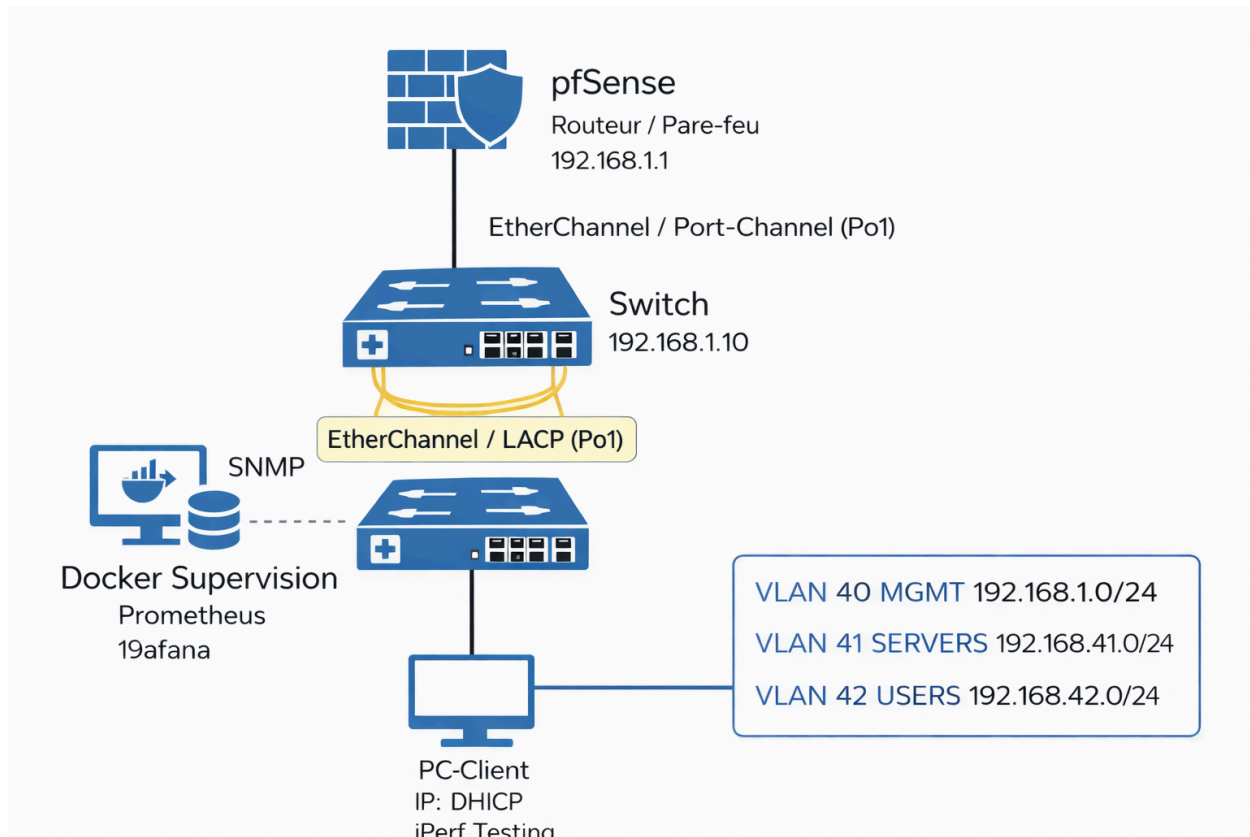 pfSense
Routeur / Pare-feu
192.168.1.1
EtherChannel / Port-Channel (Po1)
Switch
192.168.1.10
EtherChannel / LACP (Po1)
SNMP
Docker Supervision
Prometheus
19afana
VLAN 40 MGMT 192.168.1.0/24
VLAN 41 SERVERS 192.168.41.0/24
VLAN 42 USERS 192.168.42.0/24
PC-Client
IP: DHICP
iPerf Testing